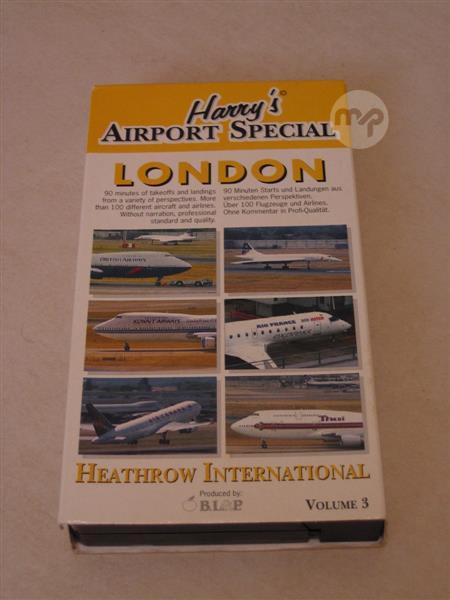 Harry's©
AIRPORT SPECIAL
mp
LONDON
90 minutes of takeoffs and landings
from a variety of perspectives. More
than 100 different aircraft and airlines.
Without narration, professional
standard and quality.
90 Minuten Starts und Landungen aus
verschiedenen Perspektiven.
Über 100 Flugzeuge und Airlines.
Ohne Kommentar in Profi-Qualität.
BRITISH AIRWAYS
KUWAIT AIRWAYS
AIR FRANCE
Thai
HEATHROW INTERNATIONAL
Produced by:
B.L.&P.
VOLUME 3